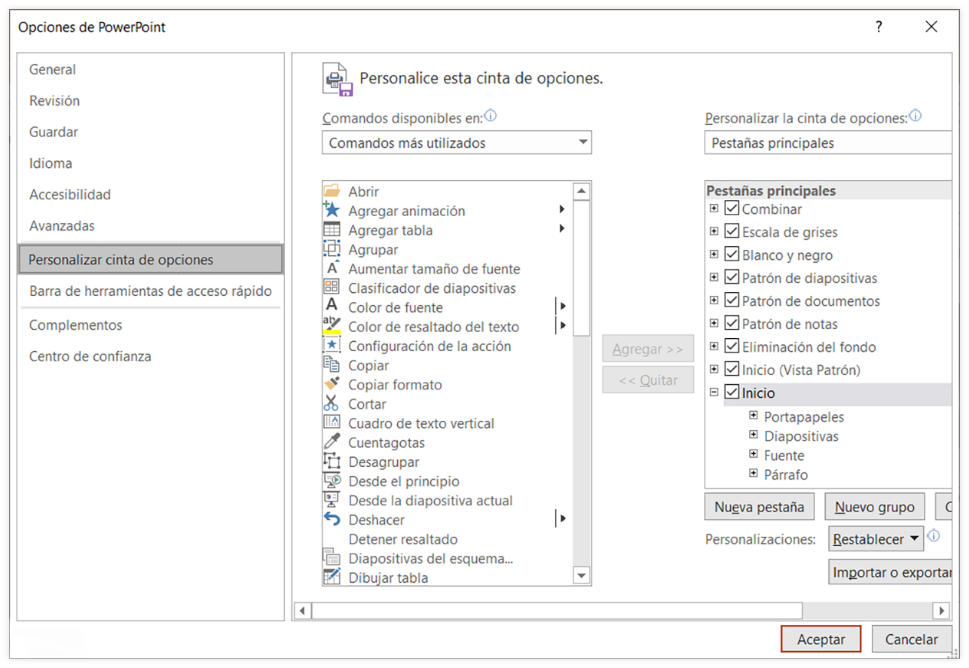 Opciones de PowerPoint
?
General
Revisión
Guardar
Idioma
Accesibilidad
Avanzadas
Personalizar cinta de opciones
Barra de herramientas de acceso rápido
Complementos
Centro de confianza
Personalice esta cinta de opciones.
Comandos disponibles en:
Comandos más utilizados
Abrir
Agregar animación
Agregar tabla
Agrupar
Aumentar tamaño de fuente
Clasificador de diapositivas
Color de fuente
Color de resaltado del texto
Configuración de la acción
Copiar
Copiar formato
Cortar
Cuadro de texto vertical
Cuentagotas
Desagrupar
Desde el principio
Desde la diapositiva actual
Deshacer
Detener resaltado
Diapositivas del esquema...
Dibujar tabla
Agregar >>
<< Quitar
Personalizar la cinta de opciones:
Pestañas principales
Pestañas principales
Combinar
Escala de grises
Blanco y negro
Patrón de diapositivas
Patrón de documentos
Patrón de notas
Eliminación del fondo
Inicio (Vista Patrón)
Inicio
Portapapeles
Diapositivas
Fuente
Párrafo
Nueva pestaña
Nuevo grupo
Personalizaciones:
Restablecer
Importar o exportar
Aceptar
Cancelar